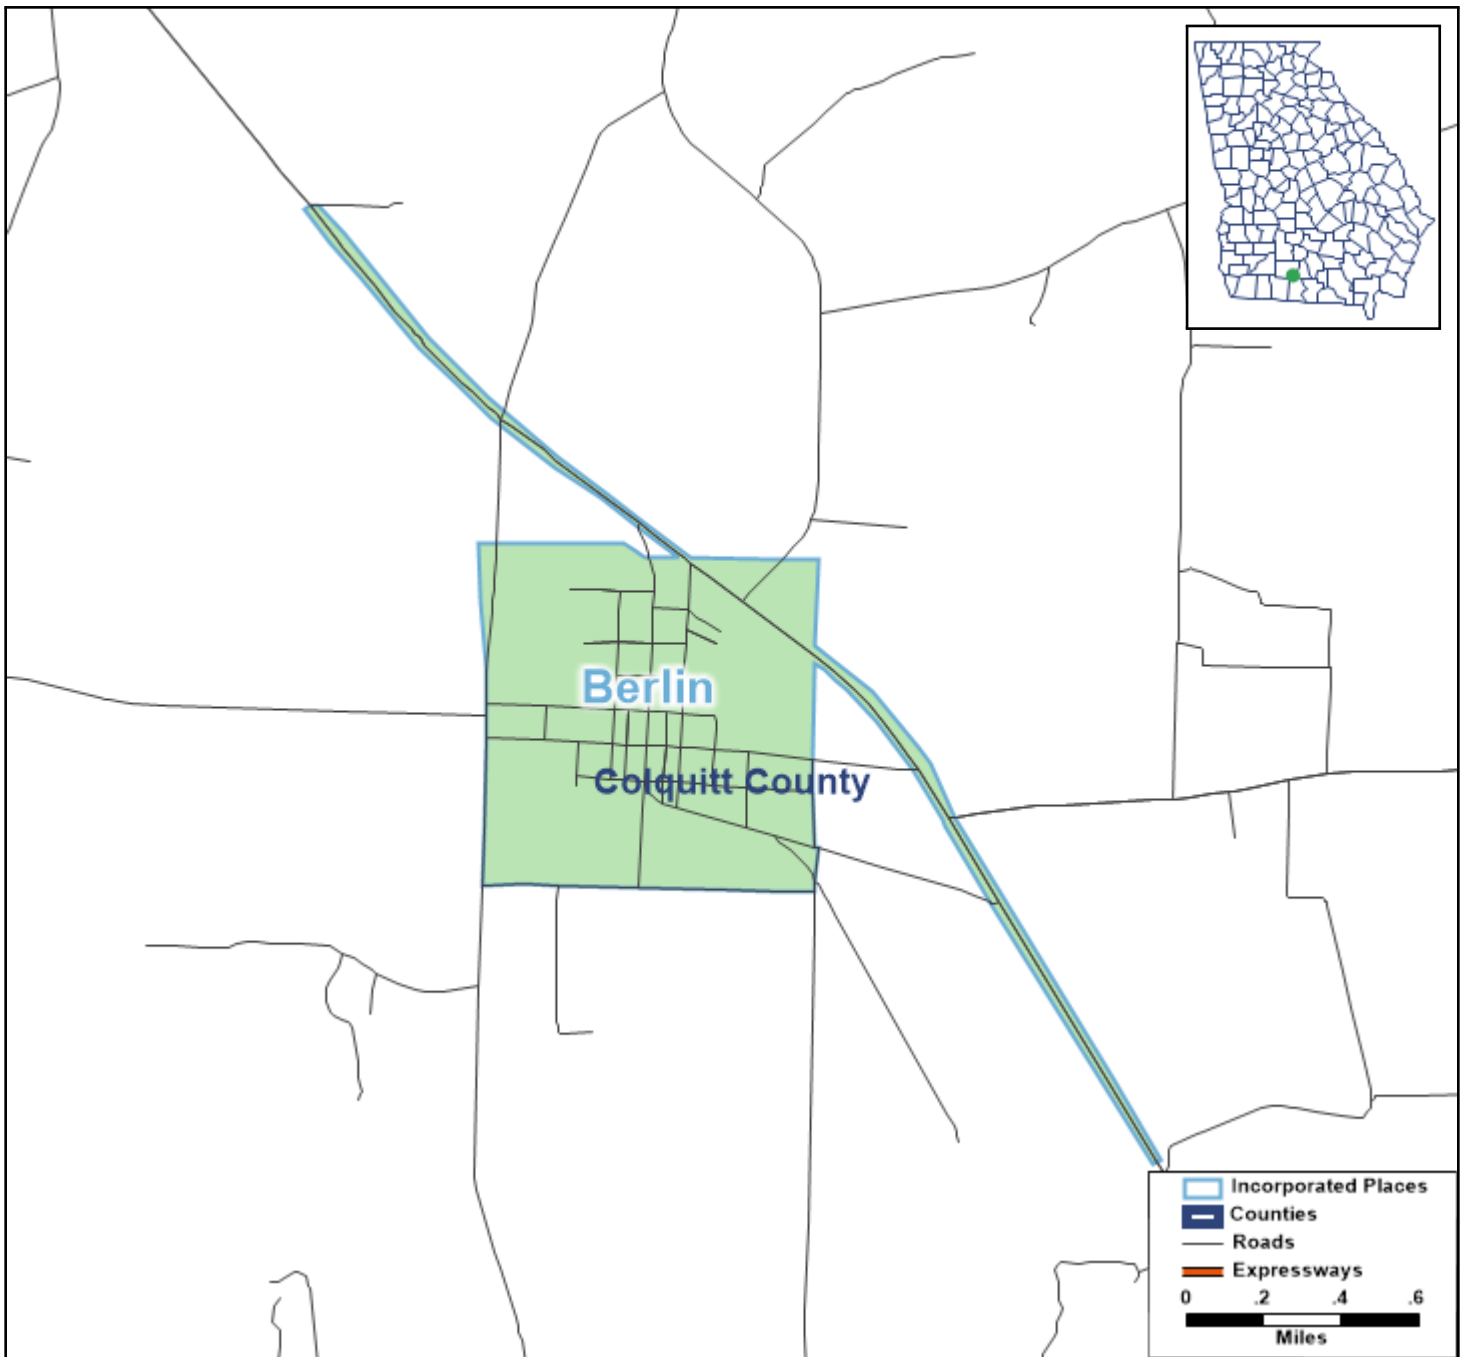 Berlin
Colquitt County
Incorporated Places
Counties
Roads
Expressways
0 .2 .4 .6
Miles